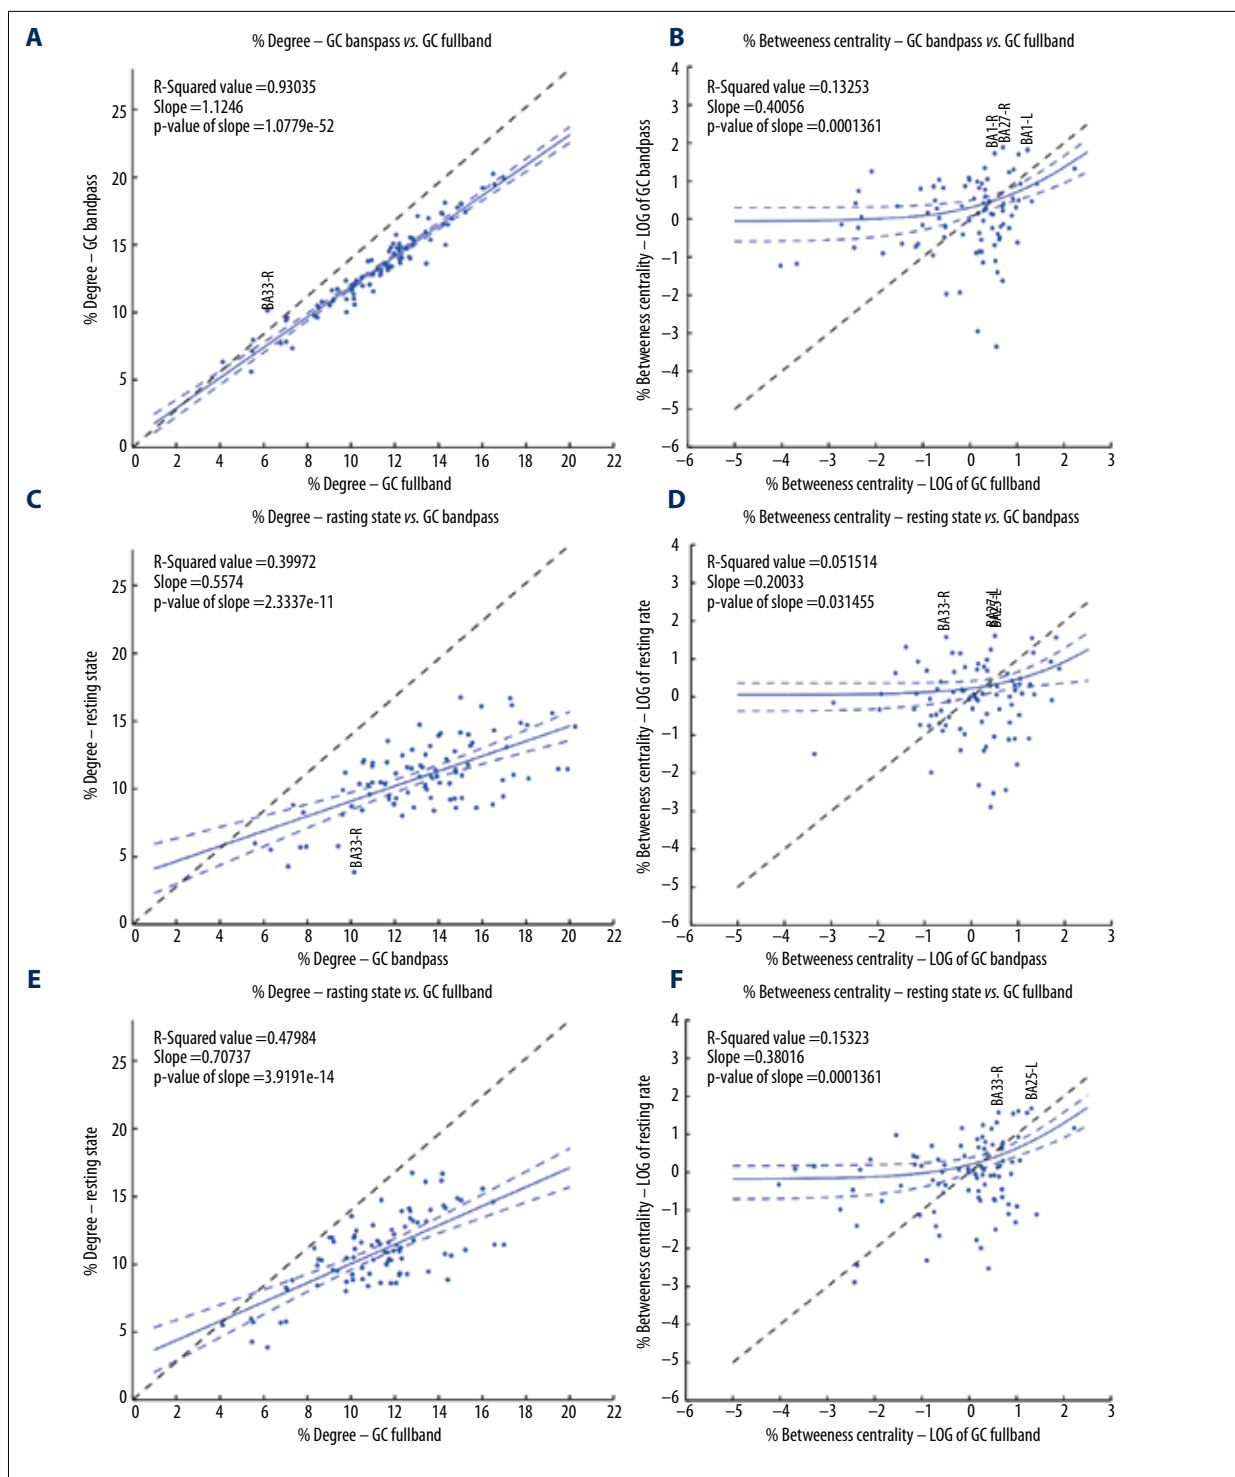 A
% Degree – GC banspass vs. GC fullband
R-Squared value =0.93035
Slope =1.1246
p-value of slope =1.0779e-52
BA33-R
% Degree – GC bandpass
25
20
15
10
5
0
0 2 4 6 8 10 12 14 16 18 20 22
% Degree – GC fullband
B
% Betweeness centrality – GC bandpass vs. GC fullband
R-Squared value =0.13253
Slope =0.40056
p-value of slope =0.0001361
BA1-R
BA27-R
BA1-L
% Betweeness centrality – LOG of GC bandpass
4
3
2
1
0
–1
–2
–3
–4
–5
–6
–6 –5 –4 –3 –2 –1 0 1 2 3
% Betweeness centrality – LOG of GC fullband
C
% Degree – rasting state vs. GC bandpass
R-Squared value =0.39972
Slope =0.5574
p-value of slope =2.3337e-11
BA33-R
% Degree – resting state
25
20
15
10
5
0
0 2 4 6 8 10 12 14 16 18 20 22
% Degree – GC bandpass
D
% Betweeness centrality – resting state vs. GC bandpass
R-Squared value =0.051514
Slope =0.20033
p-value of slope =0.031455
BA33-R
BA27-L
BA25-L
% Betweeness centrality – LOG of resting rate
4
3
2
1
0
–1
–2
–3
–4
–5
–6
–6 –5 –4 –3 –2 –1 0 1 2 3
% Betweeness centrality – LOG of GC bandpass
E
% Degree – rasting state vs. GC fullband
R-Squared value =0.47984
Slope =0.70737
p-value of slope =3.9191e-14
% Degree – resting state
25
20
15
10
5
0
0 2 4 6 8 10 12 14 16 18 20 22
% Degree – GC fullband
F
% Betweeness centrality – resting state vs. GC fullband
R-Squared value =0.15323
Slope =0.38016
p-value of slope =0.0001361
BA33-R
BA25-L
% Betweeness centrality – LOG of resting rate
4
3
2
1
0
–1
–2
–3
–4
–5
–6
–6 –5 –4 –3 –2 –1 0 1 2 3
% Betweeness centrality – LOG of GC fullband